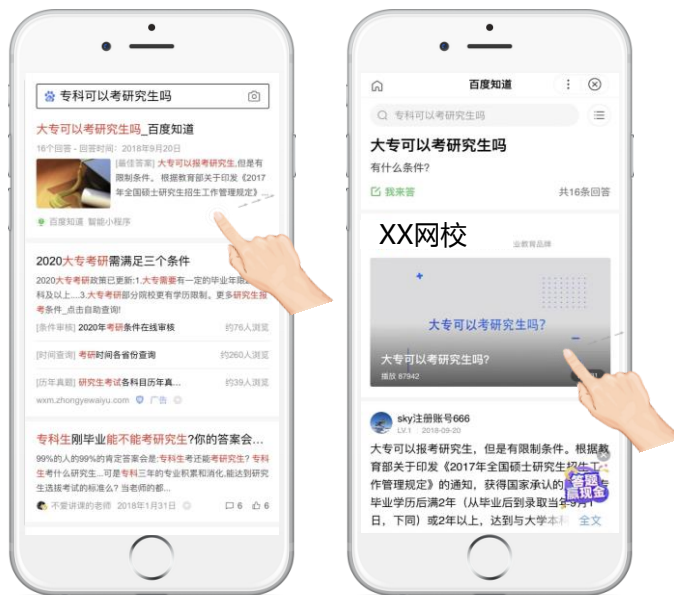 专科可以考研究生吗
大专可以考研究生吗_百度知道
16个回答 - 回答时间：2018年9月20日
[最佳答案] 大专可以报考研究生,但是有
限制条件。 根据教育部关于印发《2017
年全国硕士研究生招生工作管理规定》...
百度知道 智能小程序
2020大专考研需满足三个条件
2020大专考研政策已更新:1.大专需要有一定的毕业年限
科及以上....3.大专考研部分院校更有学历限制。更多研究生报
考条件_点击自助查询!
[条件审核] 2020年考研条件在线审核 约76人浏览
[时间查询] 考研时间各省份查询 约260人浏览
[历年真题] 研究生考试各科目历年真... 约39人浏览
wxm.zhongyewaiyu.com 广告
专科生刚毕业能不能考研究生?你的答案会...
99%的人的99%的肯定答案会是:专科生考还能考研究生? 专科
生考什么研究生...可是专科三年的专业积累和消化,能达到研究
生选拔考试的标准么? 当老师的都...
不爱讲课的老师 2018年1月31日 6 6
百度知道
专科可以考研究生吗
大专可以考研究生吗
有什么条件?
我来答 共16条回答
XX网校
业教育品牌
大专可以考研究生吗?
大专可以考研究生吗?
播放 87942
sky注册账号666
LV.1 2018-09-20
大专可以报考研究生，但是有限制条件。 根据教
育部关于印发《2017年全国硕士研究生招生工
作管理规定》的通知，获得国家承认的
毕业学历后满2年（从毕业后到录取当年9月1
日，下同）或2年以上，达到与大学本科 全文
答题
赢现金